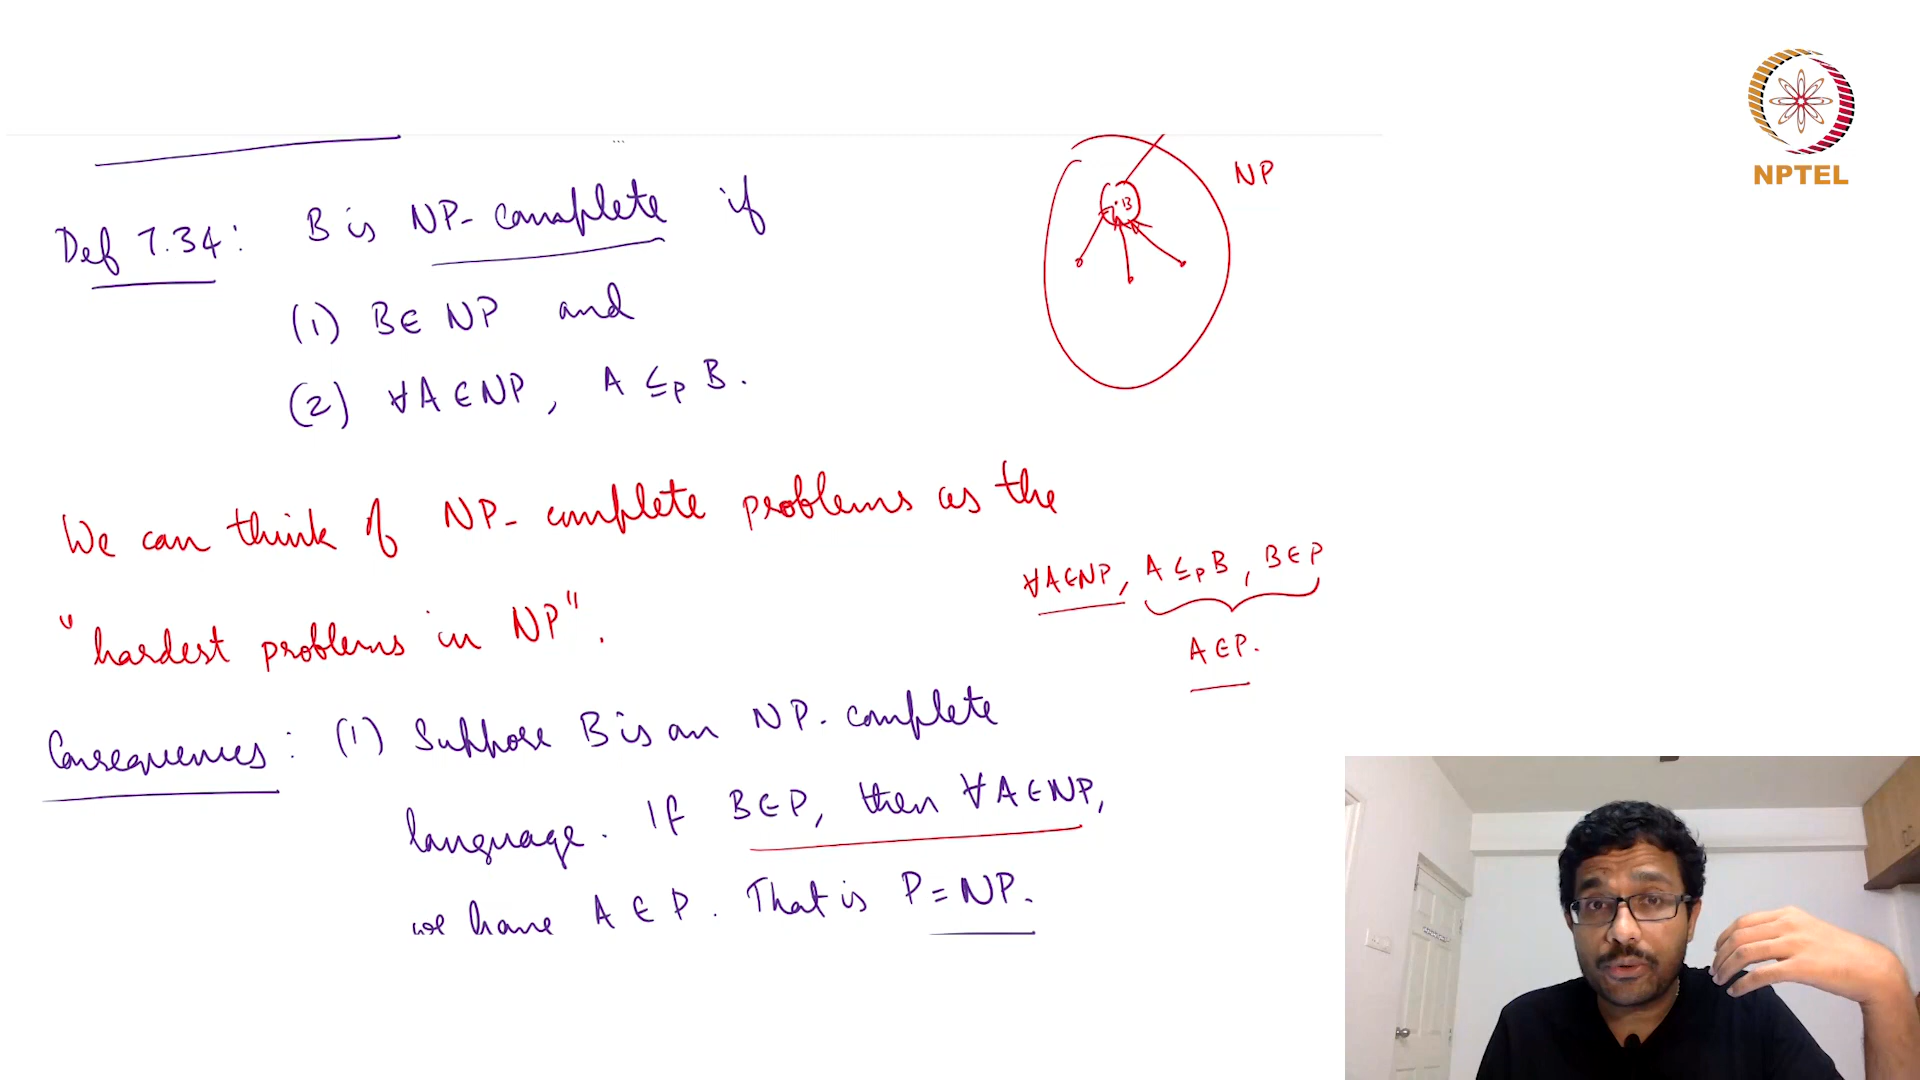 NPTEL
NP
B
Def 7.34: B is NP-complete if
(1) B ∈ NP and
(2) ∀A ∈ NP, A ≤p B.
We can think of NP-complete problems as the
"hardest problems in NP".
∀A ∈ NP, A ≤p B, B ∈ P
A ∈ P.
Consequences: (1) Suppose B is an NP-complete
language. If B ∈ P, then ∀A ∈ NP,
we have A ∈ P. That is P = NP.